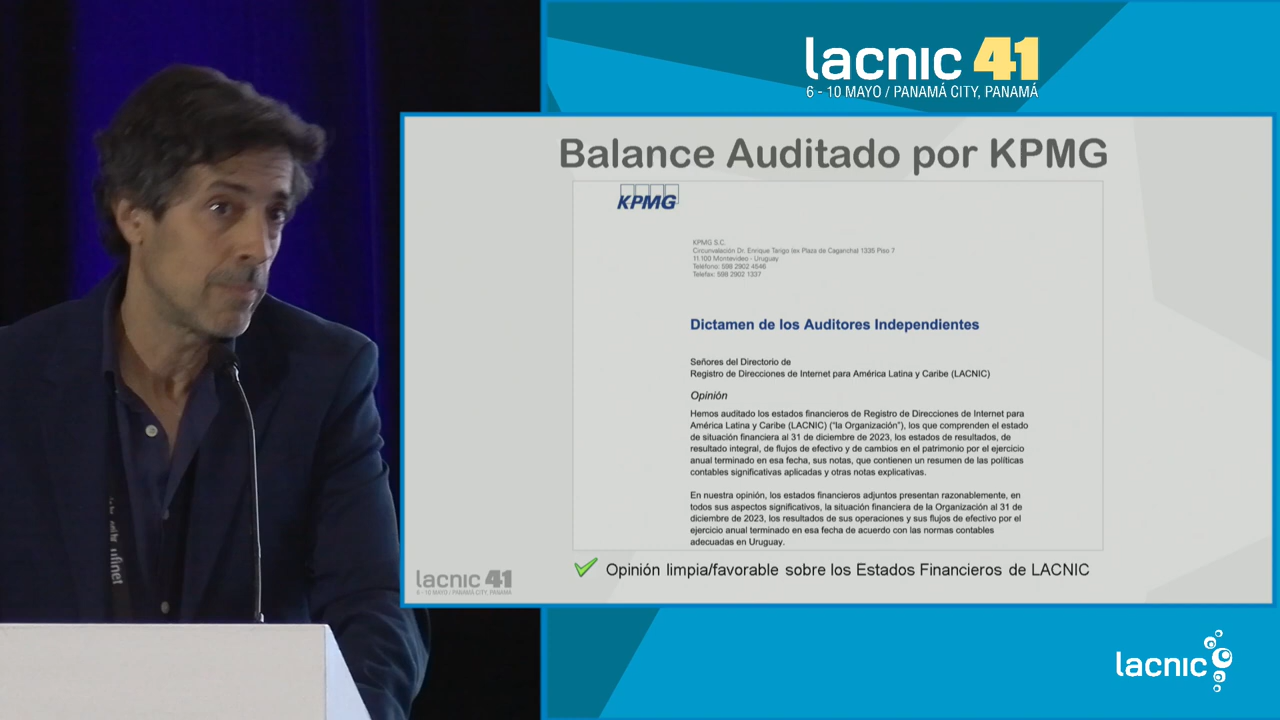 lacnic 41
6 - 10 MAYO / PANAMÁ CITY, PANAMÁ
Balance Auditado por KPMG
KPMG
KPMG S.C.
Circunvalación Dr. Enrique Tarigo (ex Plaza de Cagancha) 1335 Piso 7
11.100 Montevideo - Uruguay
Teléfono: 598 2902 4546
Telefax: 598 2902 1337
Dictamen de los Auditores Independientes
Señores del Directorio de
Registro de Direcciones de Internet para América Latina y Caribe (LACNIC)
Opinión
Hemos auditado los estados financieros de Registro de Direcciones de Internet para
América Latina y Caribe (LACNIC) ("la Organización"), los que comprenden el estado
de situación financiera al 31 de diciembre de 2023, los estados de resultados, de
resultado integral, de flujos de efectivo y de cambios en el patrimonio por el ejercicio
anual terminado en esa fecha, sus notas, que contienen un resumen de las políticas
contables significativas aplicadas y otras notas explicativas.
En nuestra opinión, los estados financieros adjuntos presentan razonablemente, en
todos sus aspectos significativos, la situación financiera de la Organización al 31 de
diciembre de 2023, los resultados de sus operaciones y sus flujos de efectivo por el
ejercicio anual terminado en esa fecha de acuerdo con las normas contables
adecuadas en Uruguay.
Opinión limpia/favorable sobre los Estados Financieros de LACNIC
lacnic 41
6 - 10 MAYO / PANAMÁ CITY, PANAMÁ
ufinet
lacnic